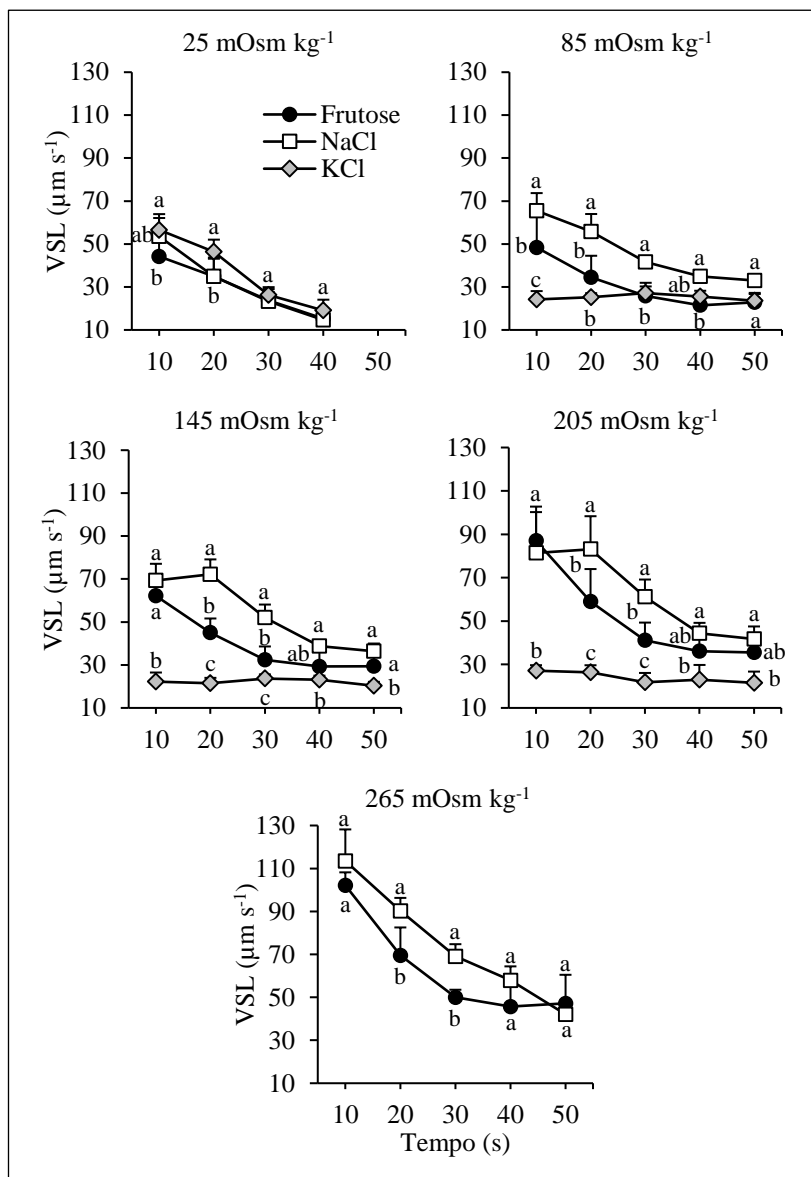 25 mOsm kg-1
130
110
90
70
50
30
10
VSL (µm s-1)
Frutose
NaCl
KCl
a
a
ab
b
b
a
a
10 20 30 40 50
85 mOsm kg-1
130
110
90
70
50
30
10
a
a
a
a
a
b
b
ab
c
b
b
b
a
10 20 30 40 50
145 mOsm kg-1
130
110
90
70
50
30
10
VSL (µm s-1)
a
a
a
a
a
a
b
b
ab
b
c
c
b
b
10 20 30 40 50
205 mOsm kg-1
130
110
90
70
50
30
10
a
a
a
a
a
b
b
ab
ab
b
c
c
b
b
10 20 30 40 50
265 mOsm kg-1
130
110
90
70
50
30
10
VSL (µm s-1)
a
a
a
a
a
a
b
b
a
a
10 20 30 40 50
Tempo (s)